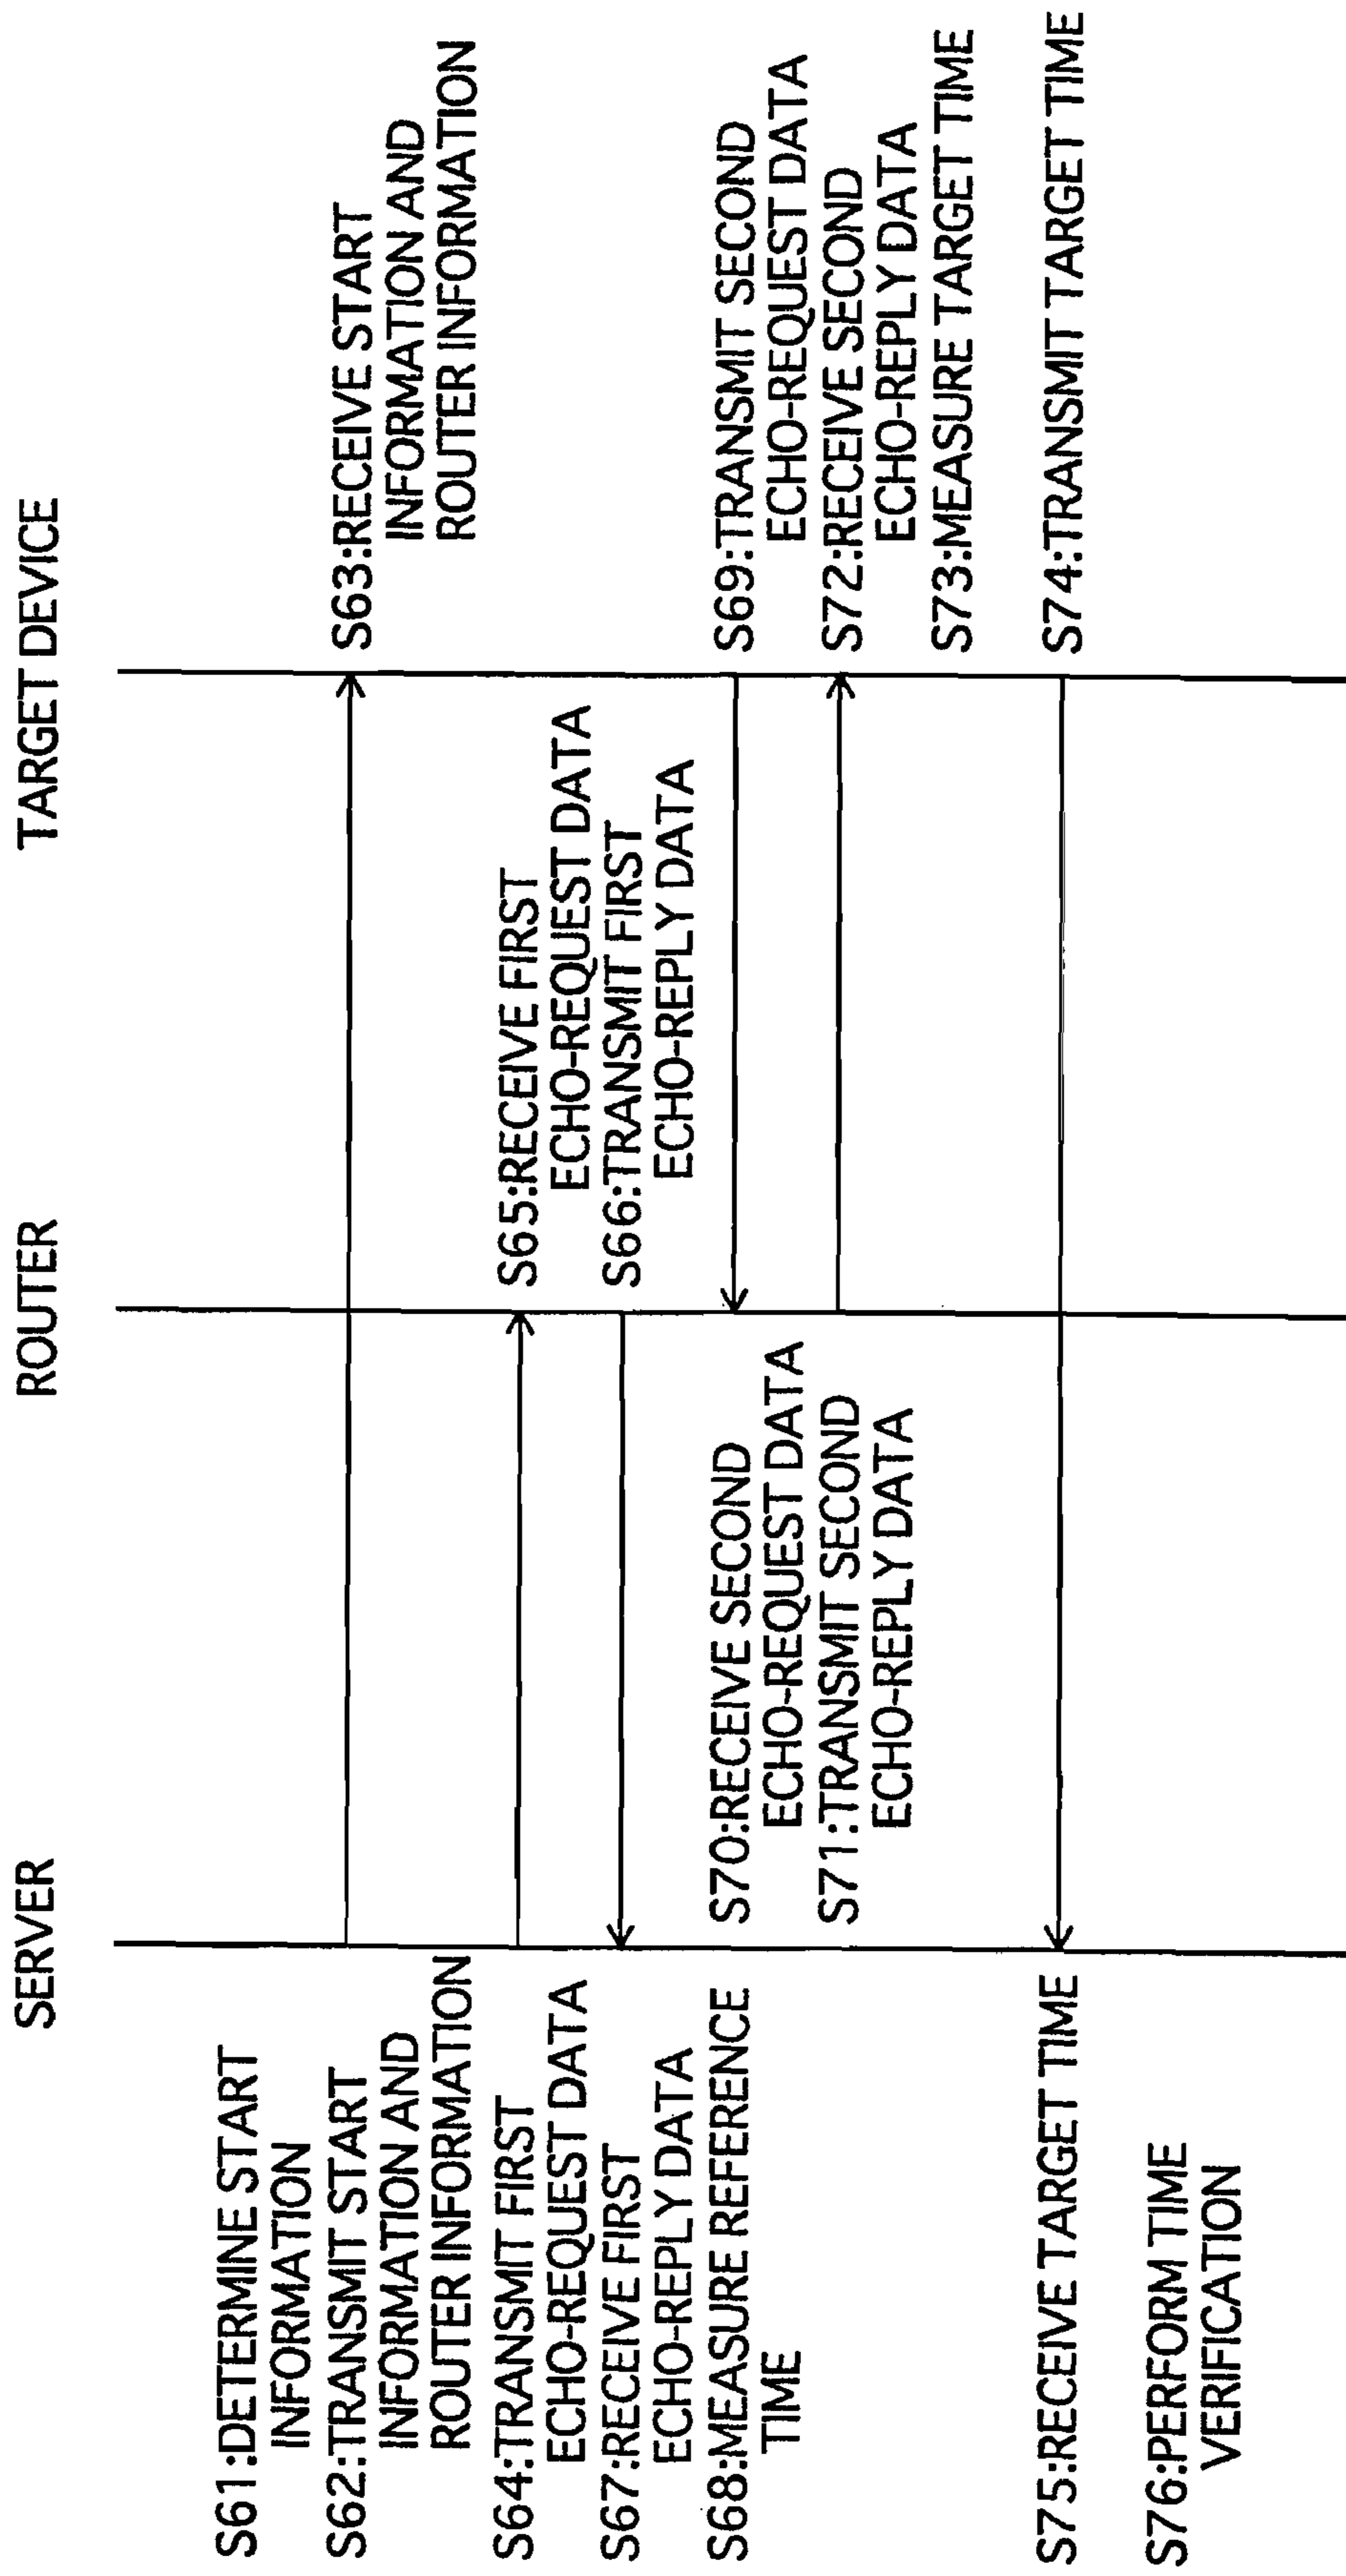 SERVER
ROUTER
TARGET DEVICE
S61:DETERMINE START
INFORMATION
S62:TRANSMIT START
INFORMATION AND
ROUTER INFORMATION
S63:RECEIVE START
INFORMATION AND
ROUTER INFORMATION
S64:TRANSMIT FIRST
ECHO-REQUEST DATA
S65:RECEIVE FIRST
ECHO-REQUEST DATA
S66:TRANSMIT FIRST
ECHO-REPLY DATA
S67:RECEIVE FIRST
ECHO-REPLY DATA
S68:MEASURE REFERENCE
TIME
S69:TRANSMIT SECOND
ECHO-REQUEST DATA
S70:RECEIVE SECOND
ECHO-REQUEST DATA
S71:TRANSMIT SECOND
ECHO-REPLY DATA
S72:RECEIVE SECOND
ECHO-REPLY DATA
S73:MEASURE TARGET TIME
S74:TRANSMIT TARGET TIME
S75:RECEIVE TARGET TIME
S76:PERFORM TIME
VERIFICATION